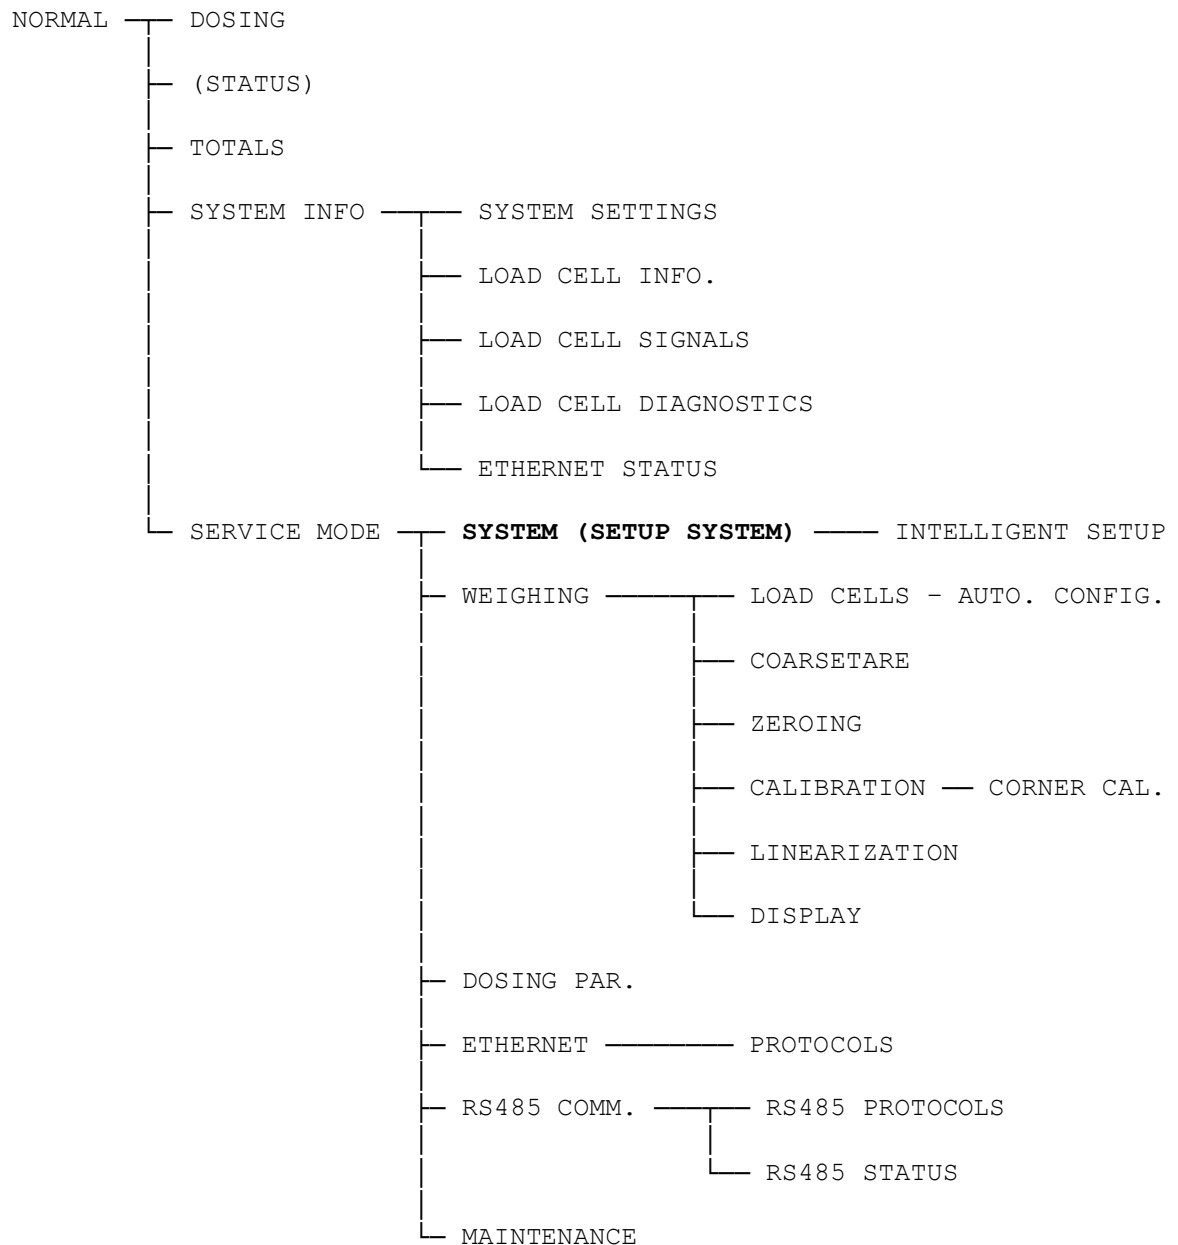 NORMAL DOSING
(STATUS)
TOTALS
SYSTEM INFO SYSTEM SETTINGS
LOAD CELL INFO.
LOAD CELL SIGNALS
LOAD CELL DIAGNOSTICS
ETHERNET STATUS
SERVICE MODE SYSTEM (SETUP SYSTEM) INTELLIGENT SETUP
WEIGHING LOAD CELLS – AUTO. CONFIG.
COARSETARE
ZEROING
CALIBRATION CORNER CAL.
LINEARIZATION
DISPLAY
DOSING PAR.
ETHERNET PROTOCOLS
RS485 COMM. RS485 PROTOCOLS
RS485 STATUS
MAINTENANCE